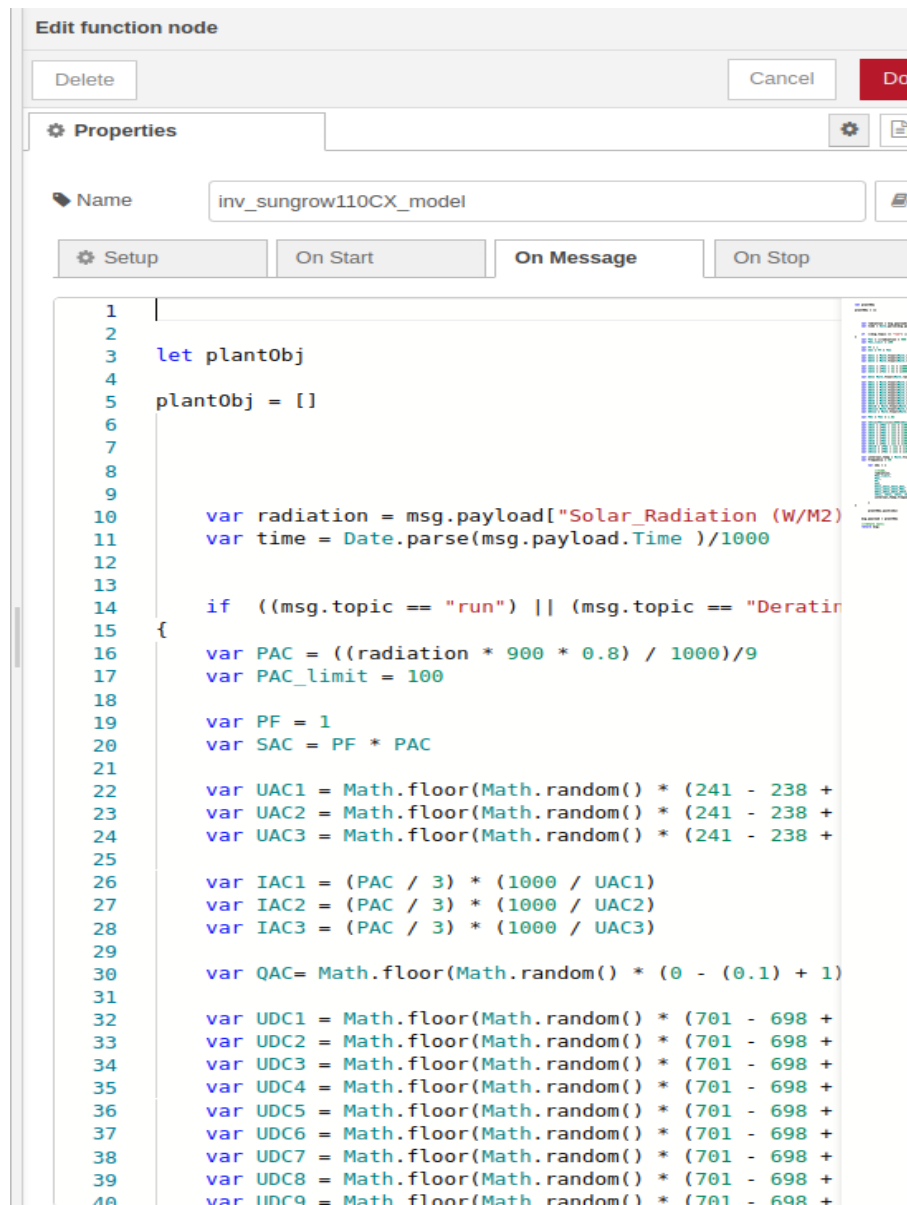 Edit function node
Delete
Cancel
Do
Properties
Name
inv_sungrow110CX_model
Setup
On Start
On Message
On Stop
1
2
3 let plantObj
4
5 plantObj = []
6
7
8
9
10 var radiation = msg.payload["Solar_Radiation (W/M2)
11 var time = Date.parse(msg.payload.Time )/1000
12
13
14 if ((msg.topic == "run") || (msg.topic == "Deratin
15 {
16 var PAC = ((radiation * 900 * 0.8) / 1000)/9
17 var PAC_limit = 100
18
19 var PF = 1
20 var SAC = PF * PAC
21
22 var UAC1 = Math.floor(Math.random() * (241 - 238 +
23 var UAC2 = Math.floor(Math.random() * (241 - 238 +
24 var UAC3 = Math.floor(Math.random() * (241 - 238 +
25
26 var IAC1 = (PAC / 3) * (1000 / UAC1)
27 var IAC2 = (PAC / 3) * (1000 / UAC2)
28 var IAC3 = (PAC / 3) * (1000 / UAC3)
29
30 var QAC= Math.floor(Math.random() * (0 - (0.1) + 1)
31
32 var UDC1 = Math.floor(Math.random() * (701 - 698 +
33 var UDC2 = Math.floor(Math.random() * (701 - 698 +
34 var UDC3 = Math.floor(Math.random() * (701 - 698 +
35 var UDC4 = Math.floor(Math.random() * (701 - 698 +
36 var UDC5 = Math.floor(Math.random() * (701 - 698 +
37 var UDC6 = Math.floor(Math.random() * (701 - 698 +
38 var UDC7 = Math.floor(Math.random() * (701 - 698 +
39 var UDC8 = Math.floor(Math.random() * (701 - 698 +
40 var UDC9 = Math.floor(Math.random() * (701 - 698 +